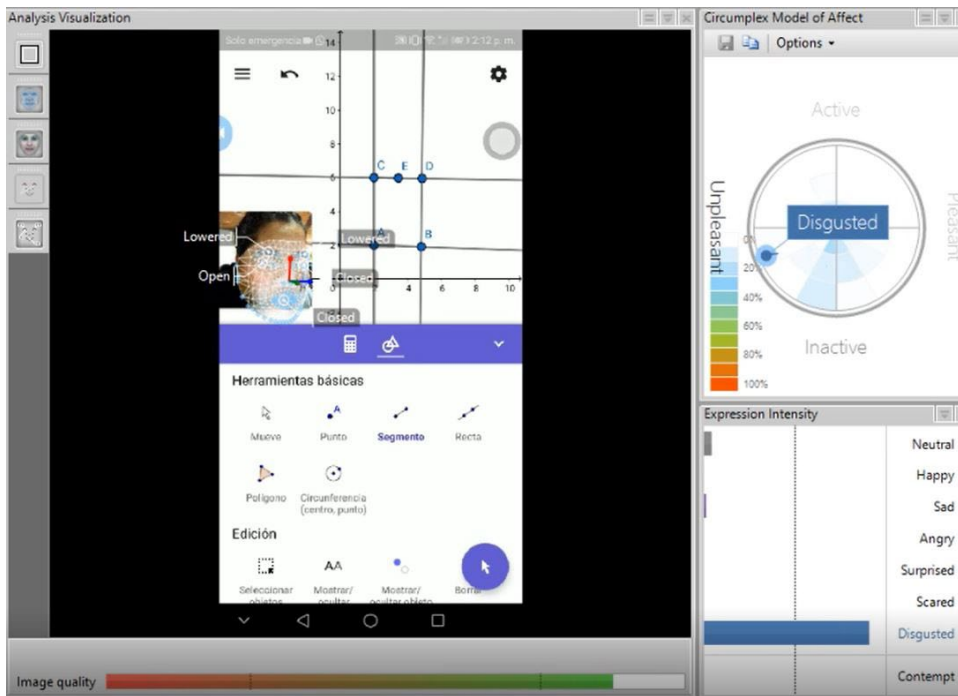 Analysis Visualization
Solo emergencia
2:12 p. m.
14
12
10
8
6
4
2
2
4
6
8
10
C
E
D
A
B
Lowered
Lowered
Open
Closed
Closed
Herramientas básicas
Mueve
Punto
Segmento
Recta
A
Polígono
Circunferencia
(centro, punto)
Edición
AA
Seleccionar
objetos
Mostrar/
ocultar
Mostrar/
ocultar objeto
Borrar
Image quality
Circumplex Model of Affect
Options
Active
Unpleasant
Pleasant
Disgusted
Inactive
0%
20%
40%
60%
80%
100%
Expression Intensity
Neutral
Happy
Sad
Angry
Surprised
Scared
Disgusted
Contempt